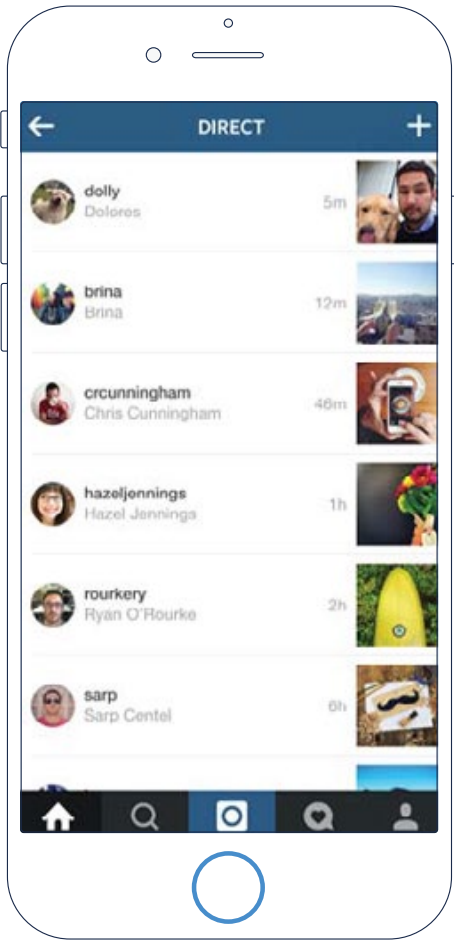 DIRECT
dolly
Dolores
5m
brina
Brina
12m
crcunningham
Chris Cunningham
46m
hazeljennings
Hazel Jennings
1h
rourkery
Ryan O'Rourke
2h
sarp
Sarp Centel
6h